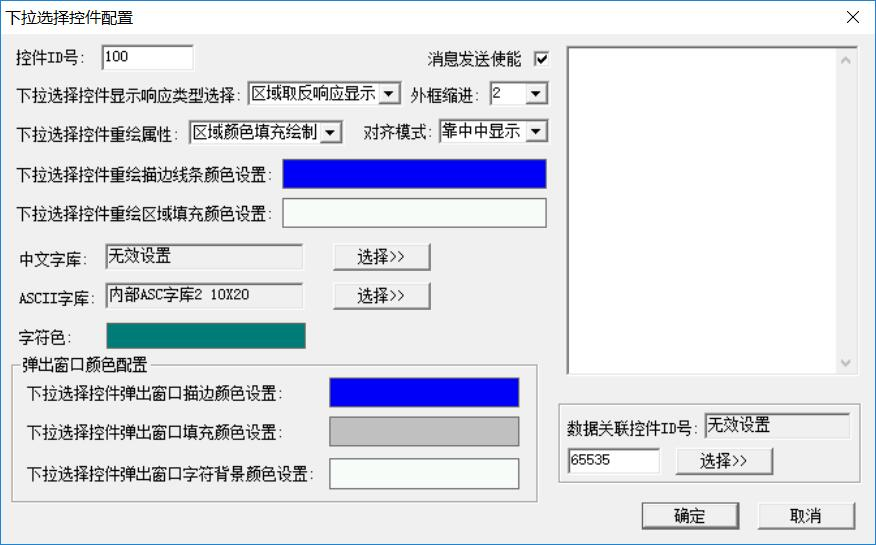 下拉选择控件配置
控件ID号: 100 消息发送使能
下拉选择控件显示响应类型选择: 区域取反响应显示 外框缩进: 2
下拉选择控件重绘属性: 区域颜色填充绘制 对齐模式: 靠中中显示
下拉选择控件重绘描边线条颜色设置:
下拉选择控件重绘区域填充颜色设置:
中文字库: 无效设置 选择>>
ASCII字库: 内部ASC字库2 10X20 选择>>
字符色:
弹出窗口颜色配置
下拉选择控件弹出窗口描边颜色设置:
下拉选择控件弹出窗口填充颜色设置:
下拉选择控件弹出窗口字符背景颜色设置:
数据关联控件ID号: 无效设置
65535 选择>>
确定 取消